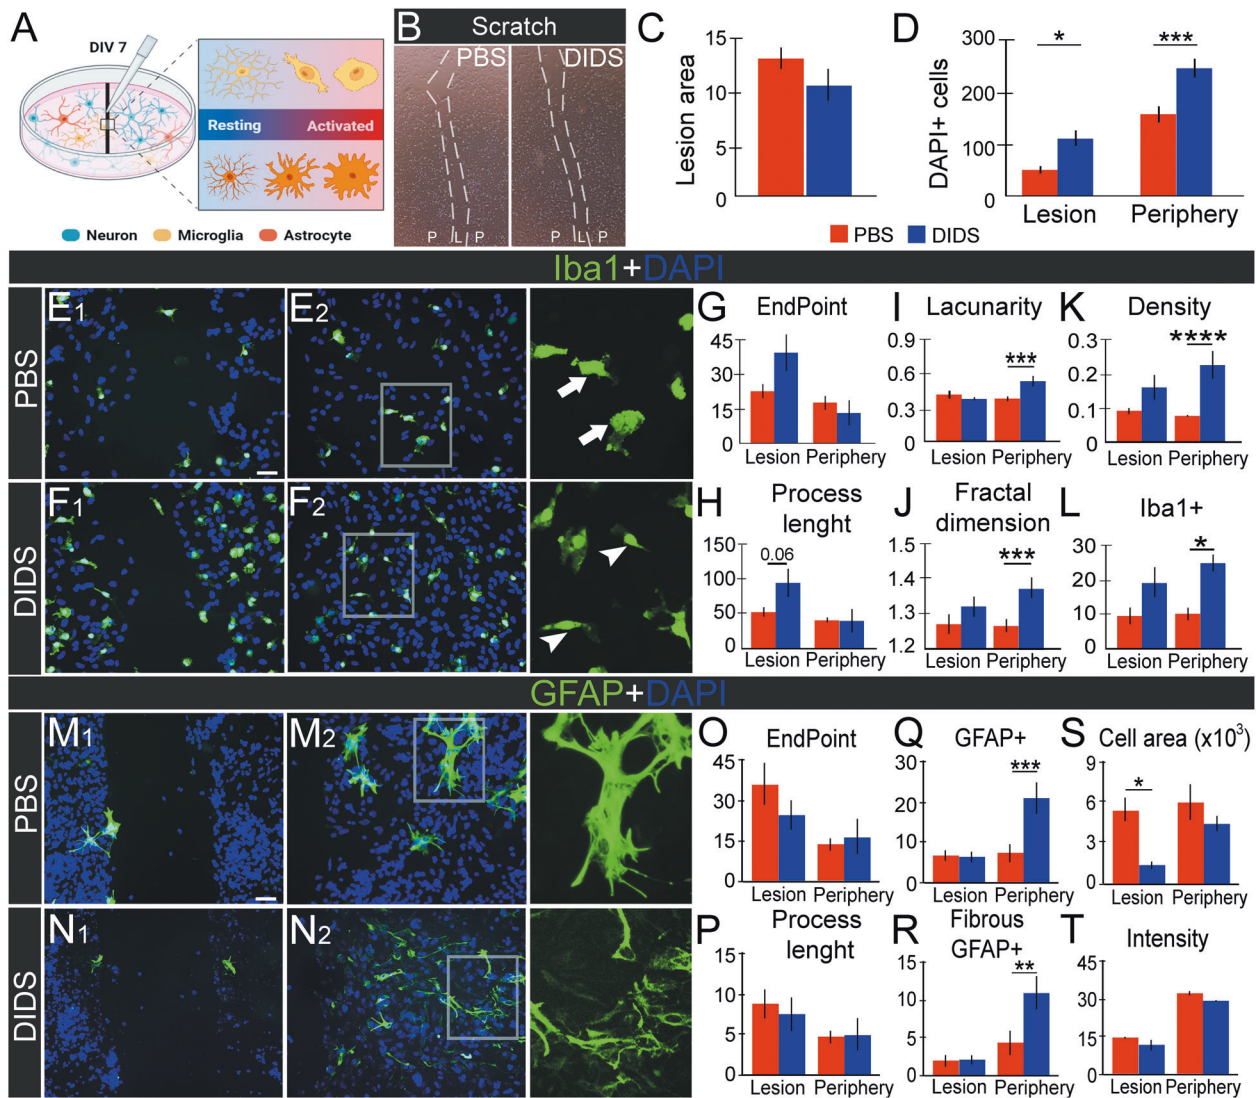 A
DIV 7
Resting
Activated
Neuron
Microglia
Astrocyte
B
Scratch
PBS
DIDS
P L P
P L P
C
Lesion area
15
10
5
0
D
DAPI+ cells
300
200
100
0
*
***
Lesion
Periphery
PBS
DIDS
Iba1+DAPI
PBS
E1
E2
DIDS
F1
F2
G
EndPoint
45
30
15
0
Lesion Periphery
I
Lacunarity
0.9
0.6
0.3
0
***
Lesion Periphery
K
Density
0.3
0.2
0.1
0
****
Lesion Periphery
H
Process
lenght
150
100
50
0
0.06
Lesion Periphery
J
Fractal
dimension
1.5
1.4
1.3
1.2
***
Lesion Periphery
L
Iba1+
30
20
10
0
*
Lesion Periphery
GFAP+DAPI
PBS
M1
M2
DIDS
N1
N2
O
EndPoint
45
30
15
0
Lesion Periphery
Q
GFAP+
30
20
10
0
***
Lesion Periphery
S
Cell area (x10³)
9
6
3
0
*
Lesion Periphery
P
Process
lenght
15
10
5
0
Lesion Periphery
R
Fibrous
GFAP+
15
10
5
0
**
Lesion Periphery
T
Intensity
45
30
15
0
Lesion Periphery